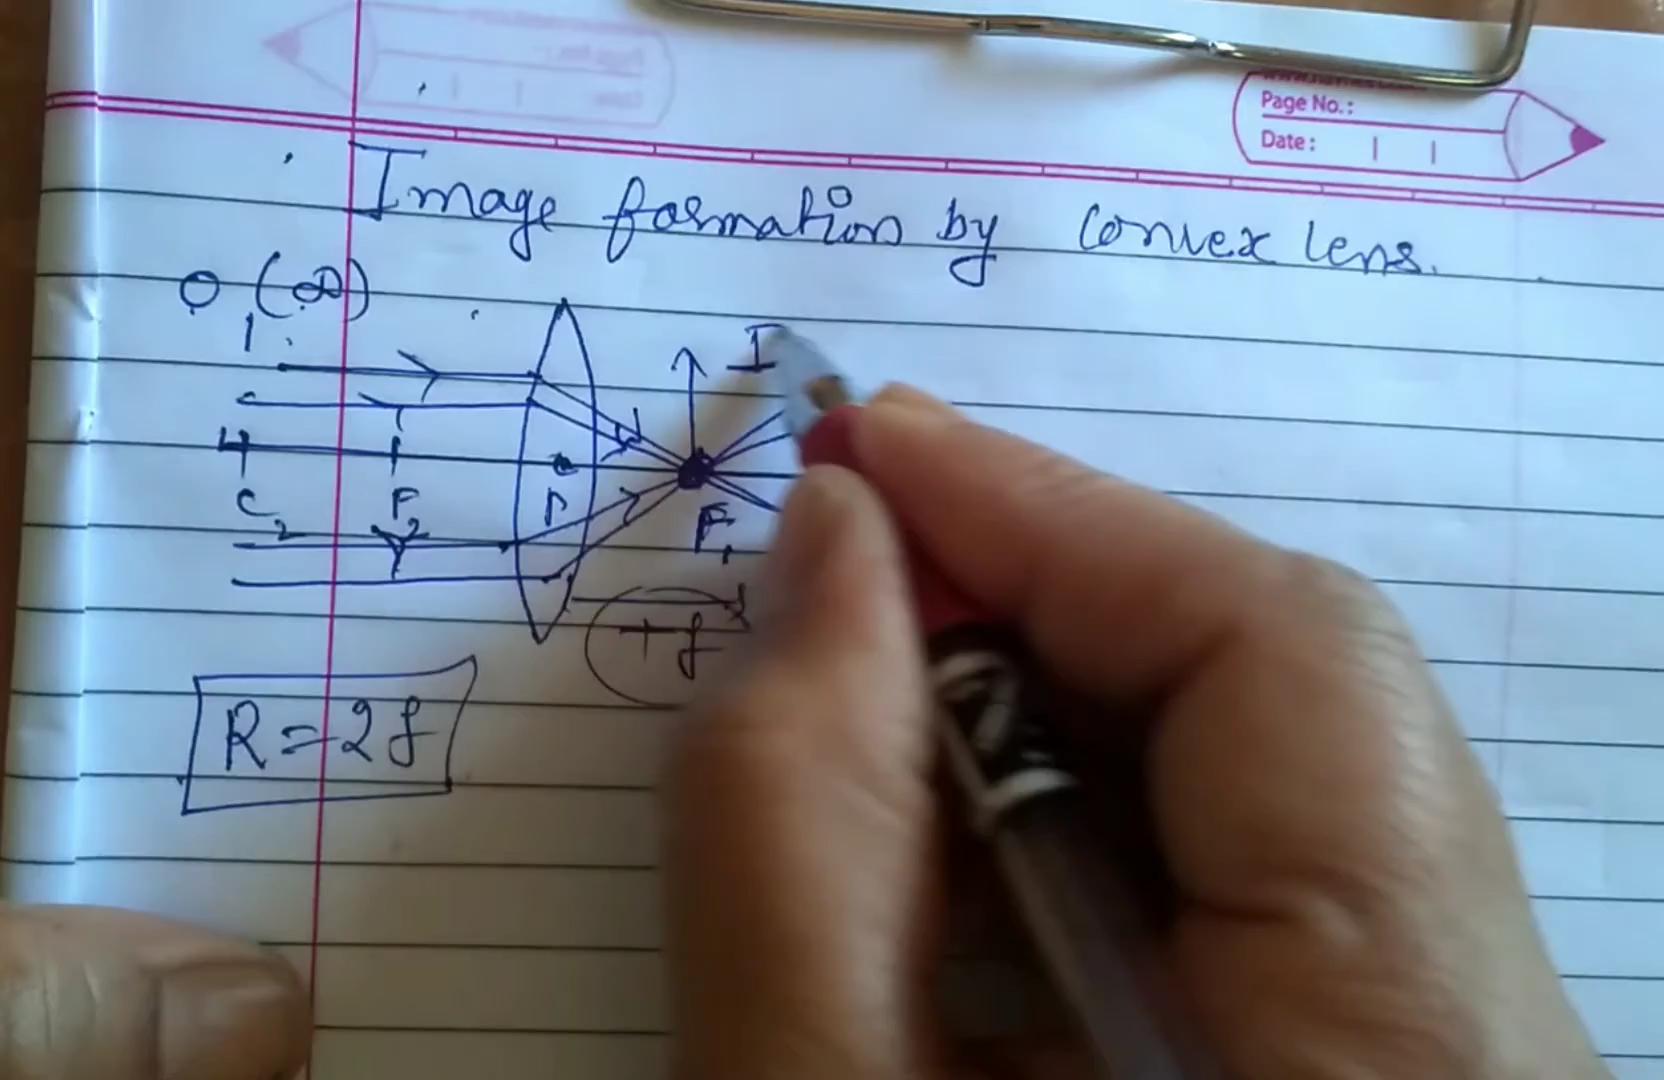 Page No.:
Date:
Image formation by Convex lens.
O (∞)
I
C₂ F₂ P F₁
+f
R=2f